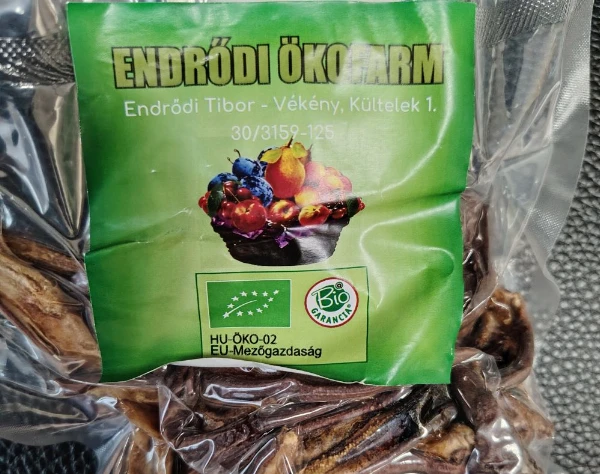 ENDRŐDI ÖKOFARM
Endrődi Tibor - Vékény, Kültelek 1.
30/3159-125
Bio
GARANCIA
HU-ÖKO-02
EU-Mezőgazdaság